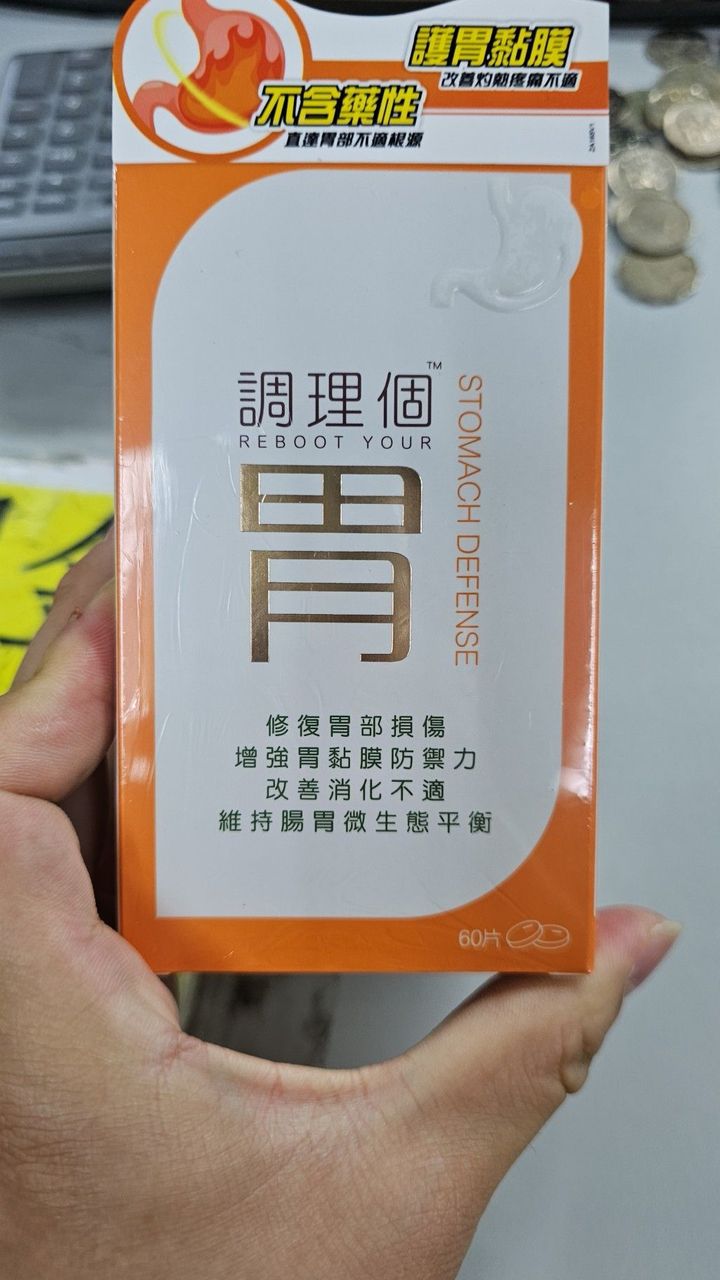 護胃黏膜
改善灼熱疼痛不適
不含藥性
直達胃部不適根源
調理個™
REBOOT YOUR
胃
STOMACH DEFENSE
修復胃部損傷
增強胃黏膜防禦力
改善消化不適
維持腸胃微生態平衡
60片